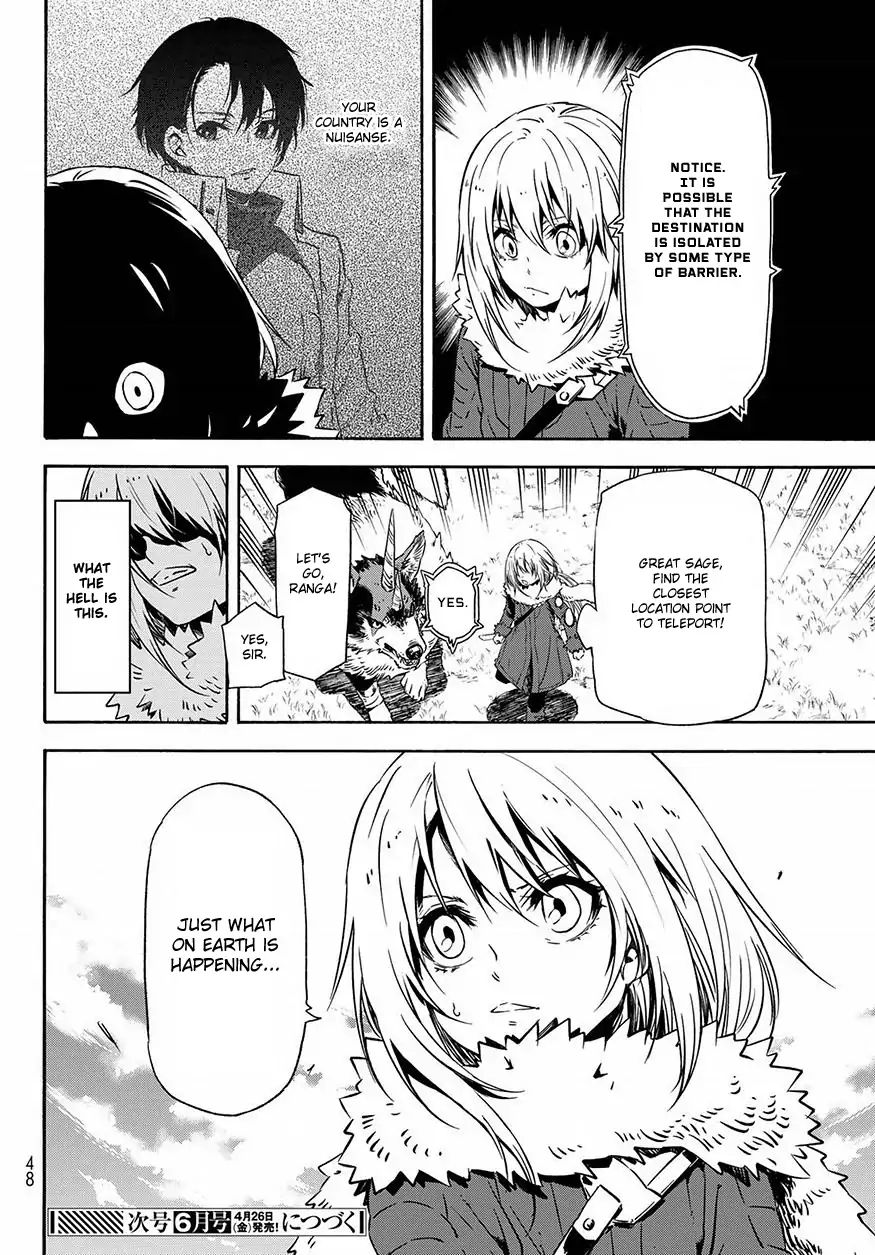 NOTICE.
IT IS
POSSIBLE
THAT THE
DESTINATION
IS ISOLATED
BY SOME TYPE
OF BARRIER.
YOUR
COUNTRY IS A
NUISANSE.
GREAT SAGE,
FIND THE
CLOSEST
LOCATION POINT
TO TELEPORT!
YES.
LET'S
GO,
RANGA!
YES,
SIR.
WHAT
THE
HELL IS
THIS.
JUST WHAT
ON EARTH IS
HAPPENING...
48
次号6月号4月26日(金)発売!につづく